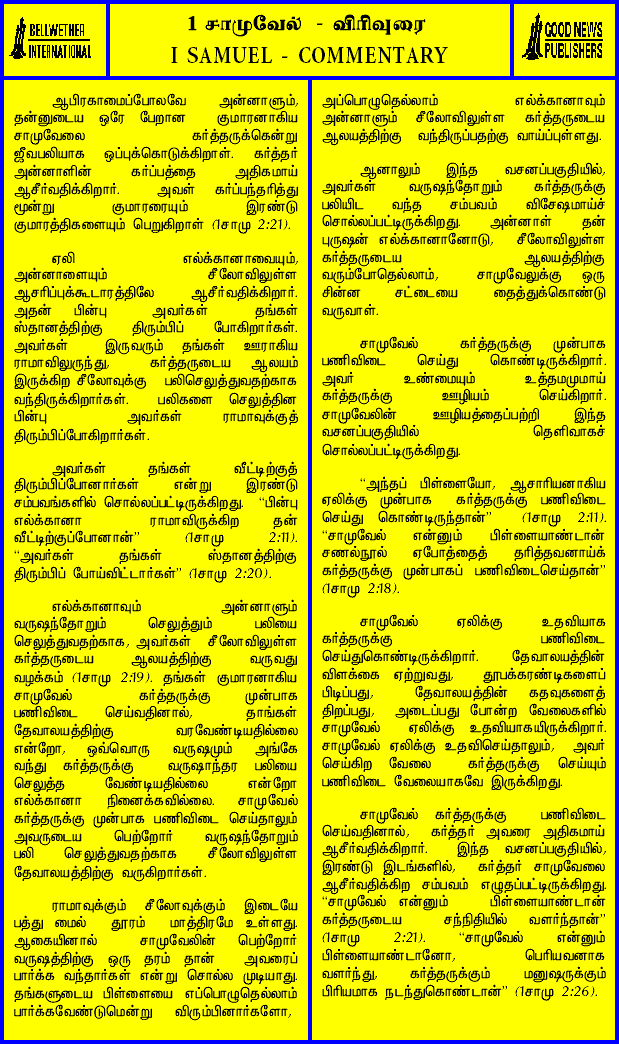 BELLWETHER
INTERNATIONAL
1 சாமுவேல் - விரிவுரை
I SAMUEL - COMMENTARY
GOOD NEWS
PUBLISHERS
ஆபிரகாமைப்போலவே அன்னாளும்,
தன்னுடைய ஒரே பேறான குமாரனாகிய
சாமுவேலை கர்த்தருக்கென்று
ஜீவபலியாக ஒப்புக்கொடுக்கிறாள். கர்த்தர்
அன்னாளின் கர்ப்பத்தை அதிகமாய்
ஆசீர்வதிக்கிறார். அவள் கர்ப்பந்தரித்து
மூன்று குமாரரையும் இரண்டு
குமாரத்திகளையும் பெறுகிறாள் (1சாமு 2:21).
ஏலி எல்க்கானாவையும்,
அன்னாளையும் சீலோவிலுள்ள
ஆசரிப்புக்கூடாரத்திலே ஆசீர்வதிக்கிறார்.
அதன் பின்பு அவர்கள் தங்கள்
ஸ்தானத்திற்கு திரும்பிப் போகிறார்கள்.
அவர்கள் இருவரும் தங்கள் ஊராகிய
ராமாவிலுருந்து, கர்த்தருடைய ஆலயம்
இருக்கிற சீலோவுக்கு பலிசெலுத்துவதற்காக
வந்திருக்கிறார்கள். பலிகளை செலுத்தின
பின்பு அவர்கள் ராமாவுக்குத்
திரும்பிப்போகிறார்கள்.
அவர்கள் தங்கள் வீட்டிற்குத்
திரும்பிப்போனார்கள் என்று இரண்டு
சம்பவங்களில் சொல்லப்பட்டிருக்கிறது. “பின்பு
எல்க்கானா ராமாவிருக்கிற தன்
வீட்டிற்குப்போனான்” (1சாமு 2:11).
“அவர்கள் தங்கள் ஸ்தானத்திற்கு
திரும்பிப் போய்விட்டார்கள்” (1சாமு 2:20).
எல்க்கானாவும் அன்னாளும்
வருஷந்தோறும் செலுத்தும் பலியை
செலுத்துவதற்காக, அவர்கள் சீலோவிலுள்ள
கர்த்தருடைய ஆலயத்திற்கு வருவது
வழக்கம் (1சாமு 2:19). தங்கள் குமாரனாகிய
சாமுவேல் கர்த்தருக்கு முன்பாக
பணிவிடை செய்வதினால், தாங்கள்
தேவாலயத்திற்கு வரவேண்டியதில்லை
என்றோ, ஒவ்வொரு வருஷமும் அங்கே
வந்து கர்த்தருக்கு வருஷாந்தர பலியை
செலுத்த வேண்டியதில்லை என்றோ
எல்க்கானா நினைக்கவில்லை. சாமுவேல்
கர்த்தருக்கு முன்பாக பணிவிடை செய்தாலும்
அவருடைய பெற்றோர் வருஷந்தோறும்
பலி செலுத்துவதற்காக சீலோவிலுள்ள
தேவாலயத்திற்கு வருகிறார்கள்.
ராமாவுக்கும் சீலோவுக்கும் இடையே
பத்து மைல் தூரம் மாத்திரமே உள்ளது.
ஆகையினால் சாமுவேலின் பெற்றோர்
வருஷத்திற்கு ஒரு தரம் தான் அவரைப்
பார்க்க வந்தார்கள் என்று சொல்ல முடியாது.
தங்களுடைய பிள்ளையை எப்பொழுதெல்லாம்
பார்க்கவேண்டுமென்று விரும்பினார்களோ,
அப்பொழுதெல்லாம் எல்க்கானாவும்
அன்னாளும் சீலோவிலுள்ள கர்த்தருடைய
ஆலயத்திற்கு வந்திருப்பதற்கு வாய்ப்புள்ளது.
ஆனாலும் இந்த வசனப்பகுதியில்,
அவர்கள் வருஷந்தோறும் கர்த்தருக்கு
பலியிட வந்த சம்பவம் விசேஷமாய்ச்
சொல்லப்பட்டிருக்கிறது. அன்னாள் தன்
புருஷன் எல்க்கானானோடு, சீலோவிலுள்ள
கர்த்தருடைய ஆலயத்திற்கு
வரும்போதெல்லாம், சாமுவேலுக்கு ஒரு
சின்ன சட்டையை தைத்துக்கொண்டு
வருவாள்.
சாமுவேல் கர்த்தருக்கு முன்பாக
பணிவிடை செய்து கொண்டிருக்கிறார்.
அவர் உண்மையும் உத்தமமுமாய்
கர்த்தருக்கு ஊழியம் செய்கிறார்.
சாமுவேலின் ஊழியத்தைப்பற்றி இந்த
வசனப்பகுதியில் தெளிவாகச்
சொல்லப்பட்டிருக்கிறது.
“அந்தப் பிள்ளையோ, ஆசாரியனாகிய
ஏலிக்கு முன்பாக கர்த்தருக்கு பணிவிடை
செய்து கொண்டிருந்தான்” (1சாமு 2:11).
“சாமுவேல் என்னும் பிள்ளையாண்டான்
சணல்நூல் ஏபோத்தைத் தரித்தவனாய்க்
கர்த்தருக்கு முன்பாகப் பணிவிடைசெய்தான்”
(1சாமு 2:18).
சாமுவேல் ஏலிக்கு உதவியாக
கர்த்தருக்கு பணிவிடை
செய்துகொண்டிருக்கிறார். தேவாலயத்தின்
விளக்கை ஏற்றுவது, தூபக்கரண்டிகளைப்
பிடிப்பது, தேவாலயத்தின் கதவுகளைத்
திறப்பது, அடைப்பது போன்ற வேலைகளில்
சாமுவேல் ஏலிக்கு உதவியாகயிருக்கிறார்.
சாமுவேல் ஏலிக்கு உதவிசெய்தாலும், அவர்
செய்கிற வேலை கர்த்தருக்கு செய்யும்
பணிவிடை வேலையாகவே இருக்கிறது.
சாமுவேல் கர்த்தருக்கு பணிவிடை
செய்வதினால், கர்த்தர் அவரை அதிகமாய்
ஆசீர்வதிக்கிறார். இந்த வசனப்பகுதியில்,
இரண்டு இடங்களில், கர்த்தர் சாமுவேலை
ஆசீர்வதிக்கிற சம்பவம் எழுதப்பட்டிருக்கிறது.
“சாமுவேல் என்னும் பிள்ளையாண்டான்
கர்த்தருடைய சந்நிதியில் வளர்ந்தான்”
(1சாமு 2:21). “சாமுவேல் என்னும்
பிள்ளையாண்டானோ, பெரியவனாக
வளர்ந்து, கர்த்தருக்கும் மனுஷருக்கும்
பிரியமாக நடந்துகொண்டான்” (1சாமு 2:26).